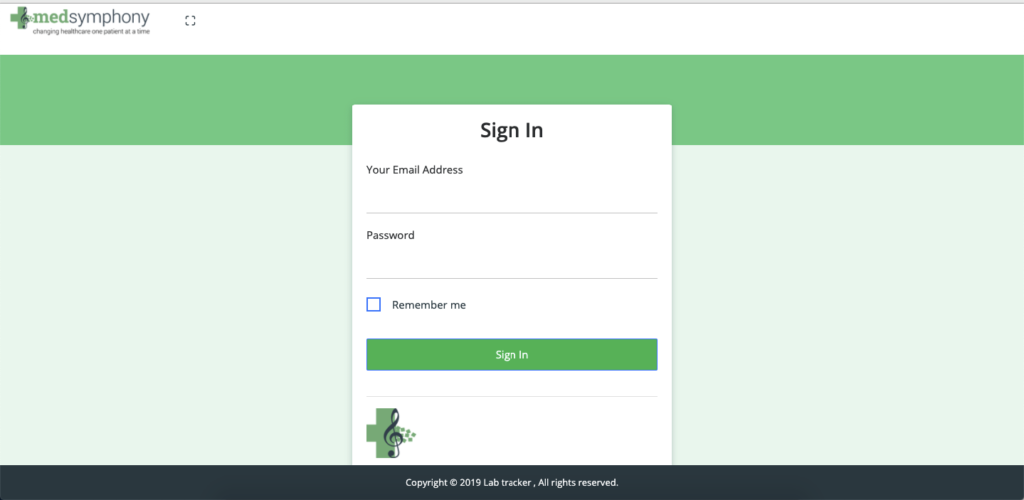 medsymphony
changing healthcare one patient at a time
Sign In
Your Email Address
Password
Remember me
Sign In
Copyright © 2019 Lab tracker , All rights reserved.